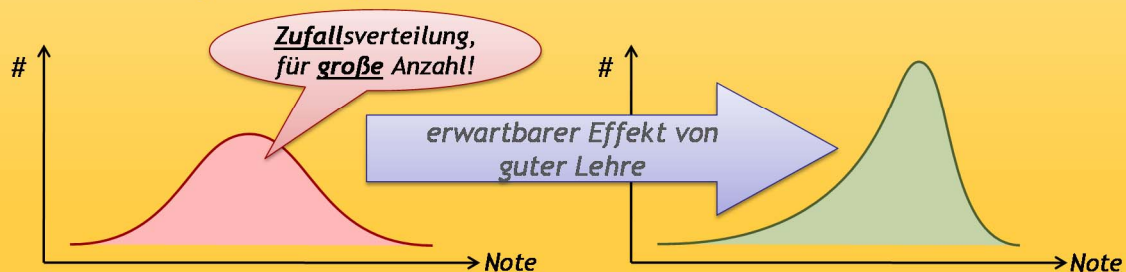 #
Zufallsverteilung,
für große Anzahl!
Note
erwartbarer Effekt von
guter Lehre
#
Note